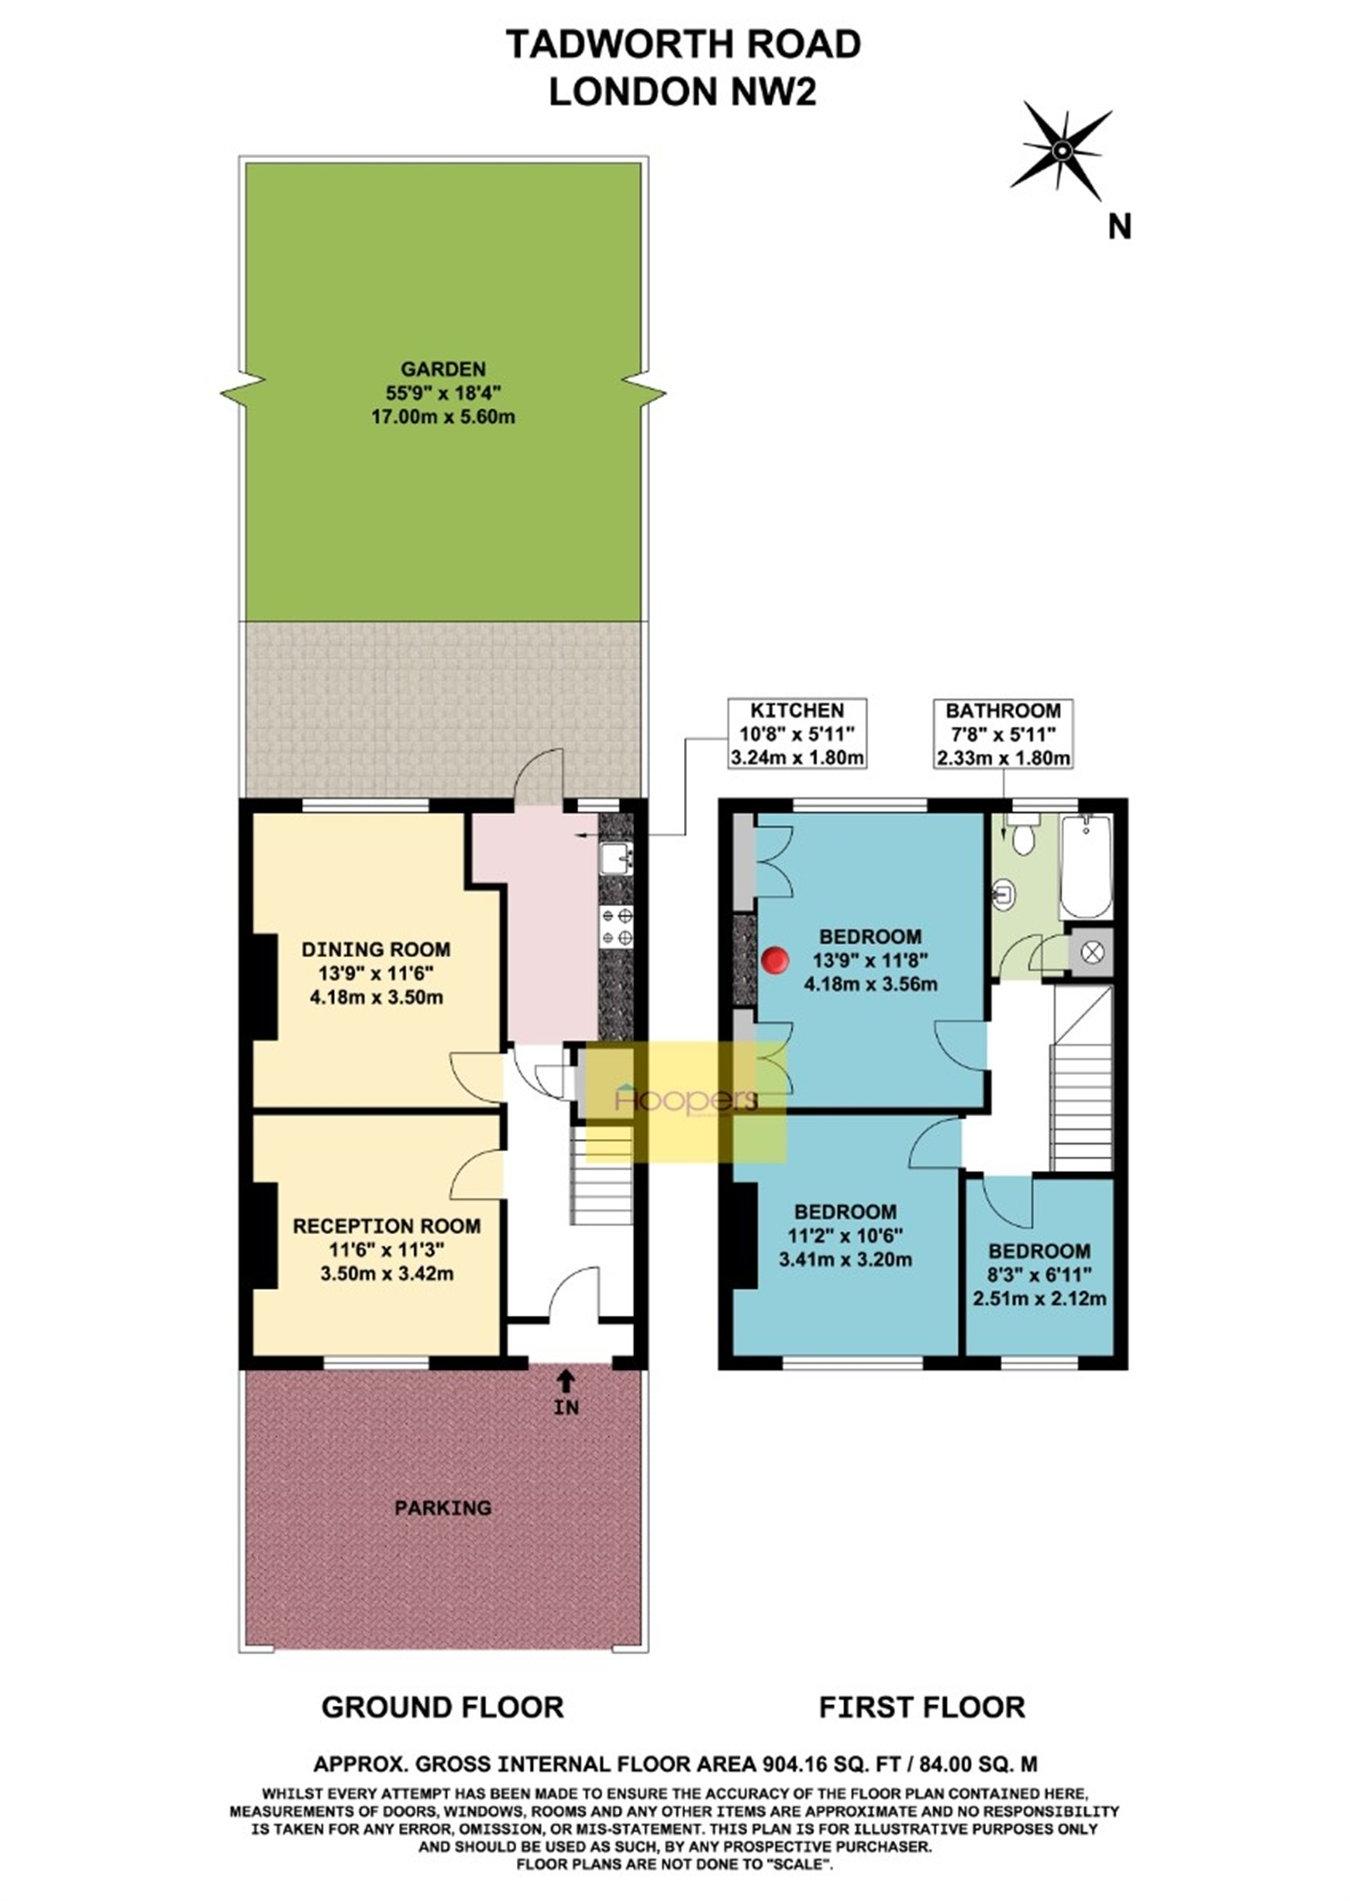 TADWORTH ROAD
LONDON NW2
N
GARDEN
55'9" x 18'4"
17.00m x 5.60m
KITCHEN
10'8" x 5'11"
3.24m x 1.80m
BATHROOM
7'8" x 5'11"
2.33m x 1.80m
DINING ROOM
13'9" x 11'6"
4.18m x 3.50m
BEDROOM
13'9" x 11'8"
4.18m x 3.56m
Hoopers
RECEPTION ROOM
11'6" x 11'3"
3.50m x 3.42m
BEDROOM
11'2" x 10'6"
3.41m x 3.20m
BEDROOM
8'3" x 6'11"
2.51m x 2.12m
IN
PARKING
GROUND FLOOR
FIRST FLOOR
APPROX. GROSS INTERNAL FLOOR AREA 904.16 SQ. FT / 84.00 SQ. M
WHILST EVERY ATTEMPT HAS BEEN MADE TO ENSURE THE ACCURACY OF THE FLOOR PLAN CONTAINED HERE,
MEASUREMENTS OF DOORS, WINDOWS, ROOMS AND ANY OTHER ITEMS ARE APPROXIMATE AND NO RESPONSIBILITY
IS TAKEN FOR ANY ERROR, OMISSION, OR MIS-STATEMENT. THIS PLAN IS FOR ILLUSTRATIVE PURPOSES ONLY
AND SHOULD BE USED AS SUCH, BY ANY PROSPECTIVE PURCHASER.
FLOOR PLANS ARE NOT DONE TO "SCALE".